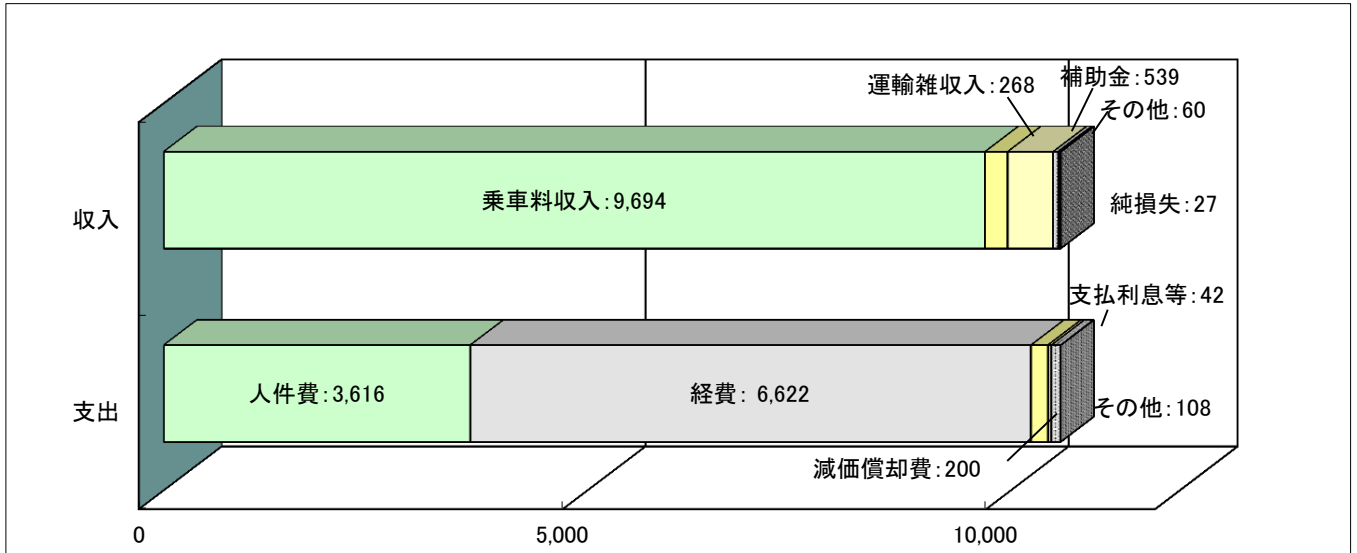 運輸雑収入:268
補助金:539
その他:60
収入
乗車料収入:9,694
純損失:27
支払利息等:42
支出
人件費:3,616
経費: 6,622
その他:108
減価償却費:200
0
5,000
10,000